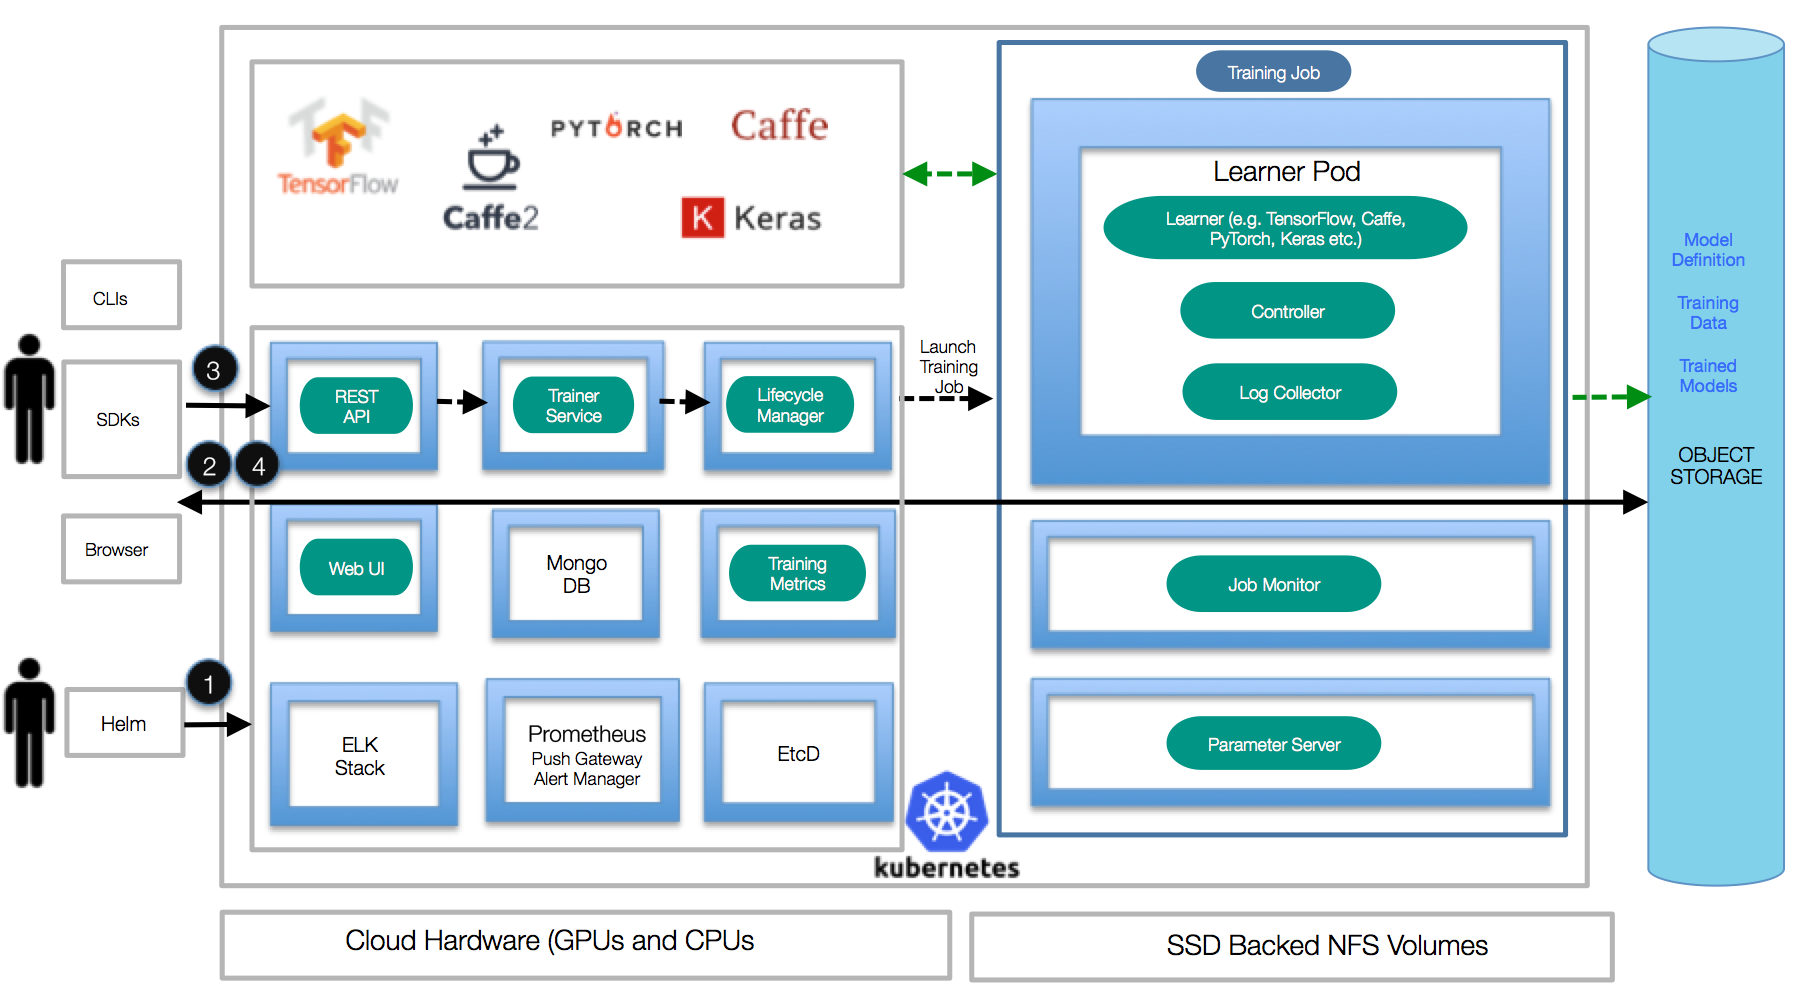 Training Job
TensorFlow
Caffe2
PYTORCH
Caffe
K Keras
Learner Pod
Learner (e.g. TensorFlow, Caffe,
PyTorch, Keras etc.)
Controller
Log Collector
CLIs
SDKs
Browser
Helm
3
2
4
1
REST
API
Trainer
Service
Lifecycle
Manager
Launch
Training
Job
Web UI
Mongo
DB
Training
Metrics
Job Monitor
ELK
Stack
Prometheus
Push Gateway
Alert Manager
EtcD
Parameter Server
kubernetes
Model
Definition
Training
Data
Trained
Models
OBJECT
STORAGE
Cloud Hardware (GPUs and CPUs
SSD Backed NFS Volumes